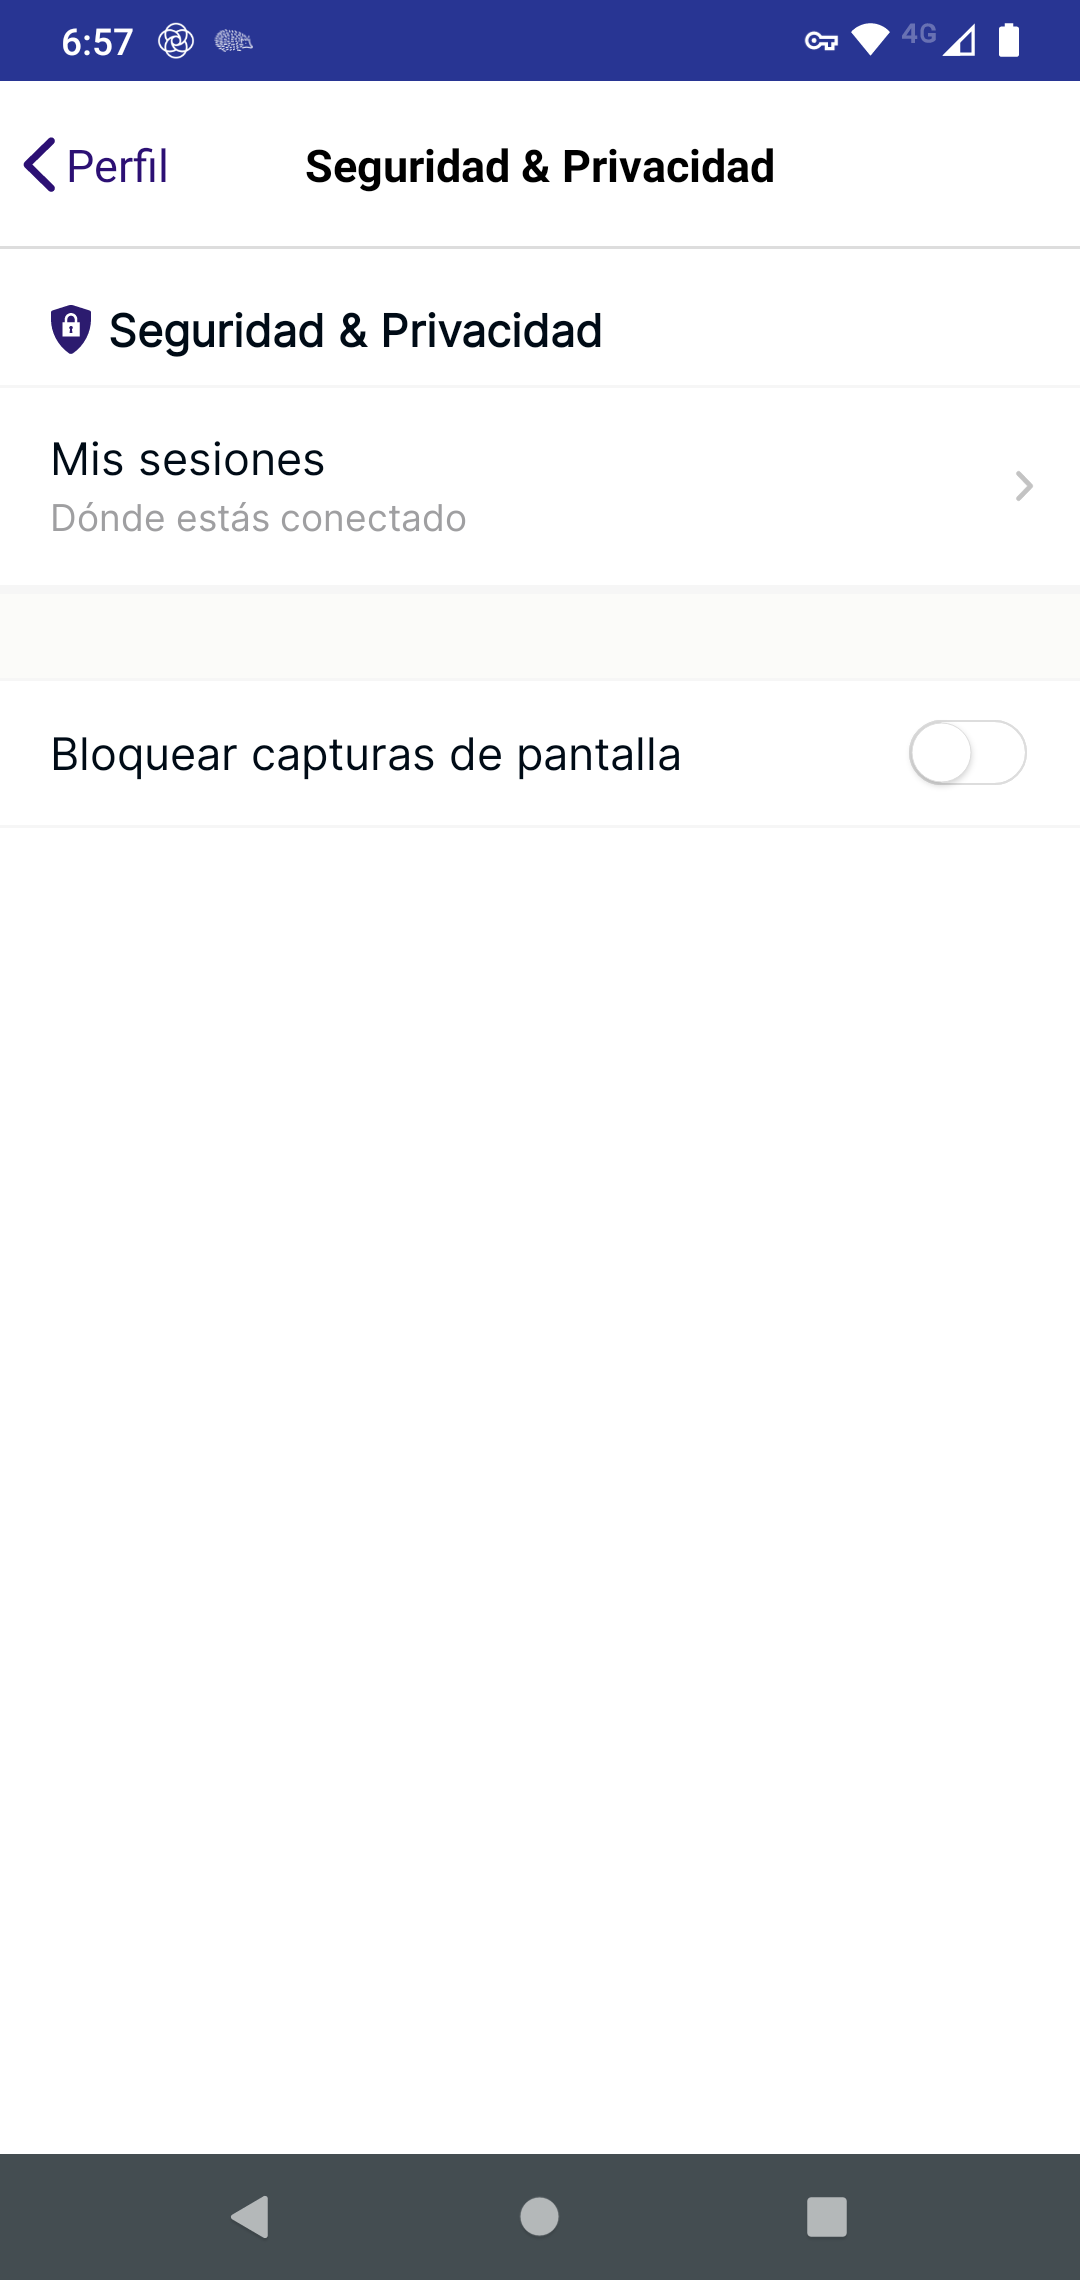 6:57
4G
Perfil
Seguridad & Privacidad
Seguridad & Privacidad
Mis sesiones
Dónde estás conectado
Bloquear capturas de pantalla